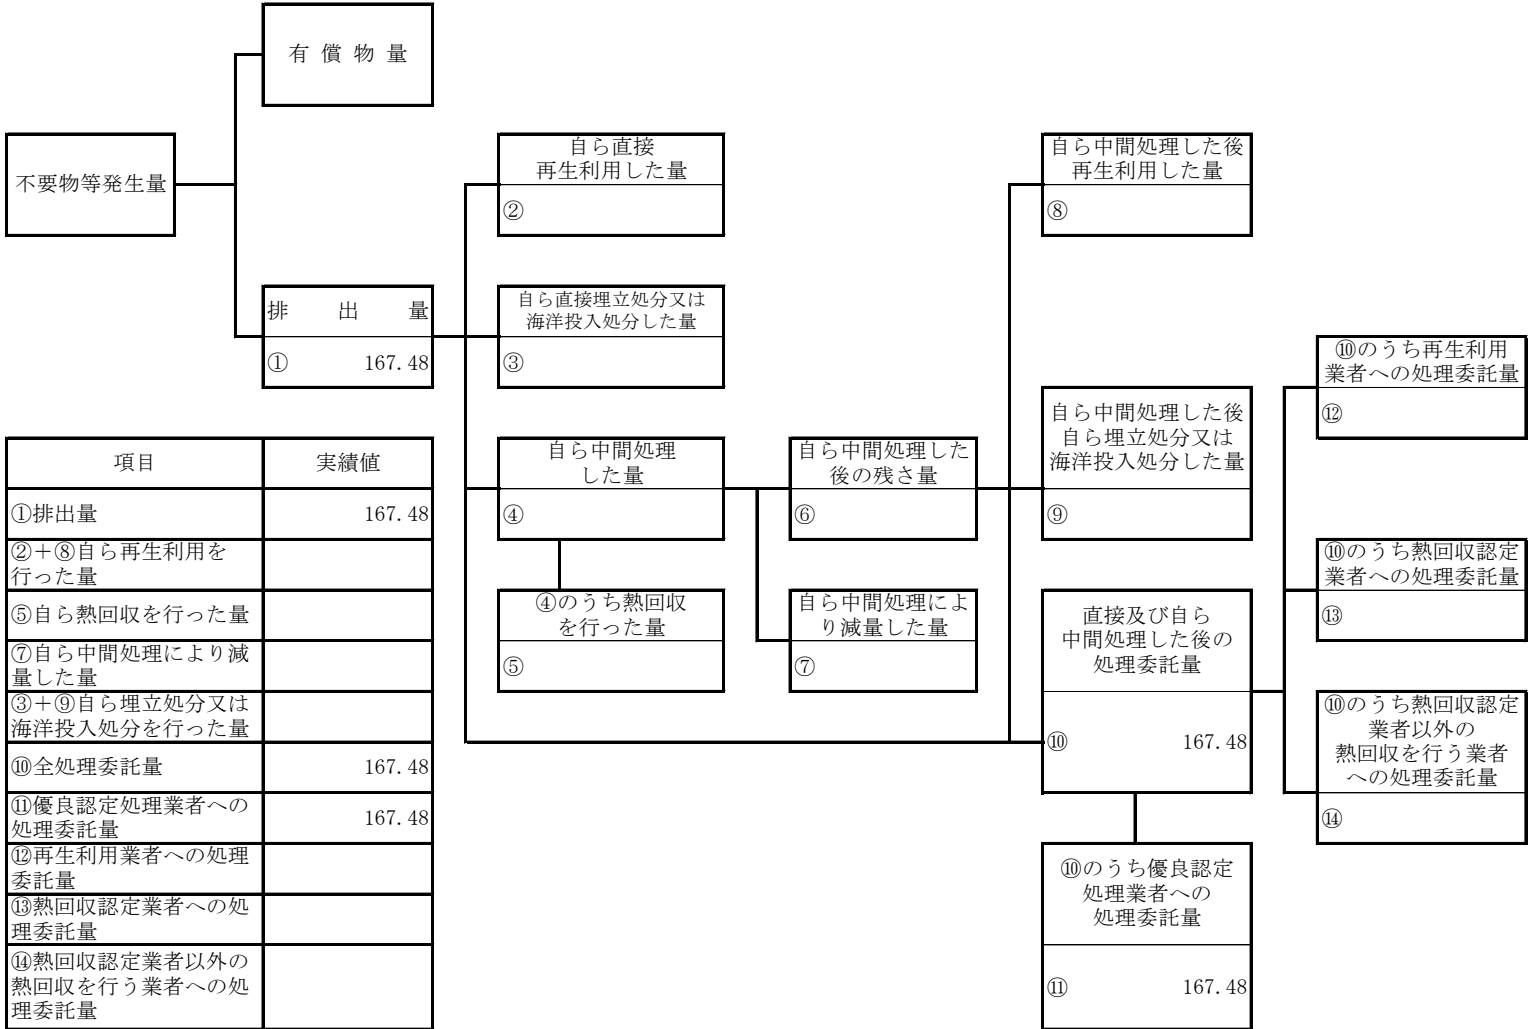 有償物量
不要物等発生量
自ら直接
再生利用した量
②
自ら中間処理した後
再生利用した量
⑧
排出量
① 167.48
自ら直接埋立処分又は
海洋投入処分した量
③
⑩のうち再生利用
業者への処理委託量
⑫
自ら中間処理した後
自ら埋立処分又は
海洋投入処分した量
⑨
自ら中間処理
した量
④
自ら中間処理した
後の残さ量
⑥
⑩のうち熱回収認定
業者への処理委託量
⑬
④のうち熱回収
を行った量
⑤
自ら中間処理によ
り減量した量
⑦
直接及び自ら
中間処理した後の
処理委託量
⑩ 167.48
⑩のうち熱回収認定
業者以外の
熱回収を行う業者
への処理委託量
⑭
⑩のうち優良認定
処理業者への
処理委託量
⑪ 167.48
項目 実績値
①排出量 167.48
②＋⑧自ら再生利用を
行った量
⑤自ら熱回収を行った量
⑦自ら中間処理により減
量した量
③＋⑨自ら埋立処分又は
海洋投入処分を行った量
⑩全処理委託量 167.48
⑪優良認定処理業者への
処理委託量 167.48
⑫再生利用業者への処理
委託量
⑬熱回収認定業者への処
理委託量
⑭熱回収認定業者以外の
熱回収を行う業者への処
理委託量